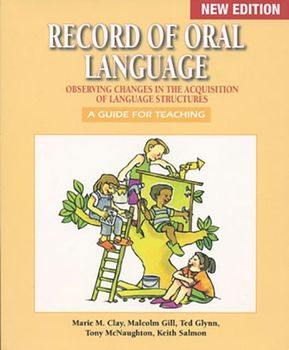 NEW EDITION
RECORD OF ORAL
LANGUAGE
OBSERVING CHANGES IN THE ACQUISITION
OF LANGUAGE STRUCTURES
A GUIDE FOR TEACHING
Marie M. Clay, Malcolm Gill, Ted Glynn,
Tony McNaughton, Keith Salmon